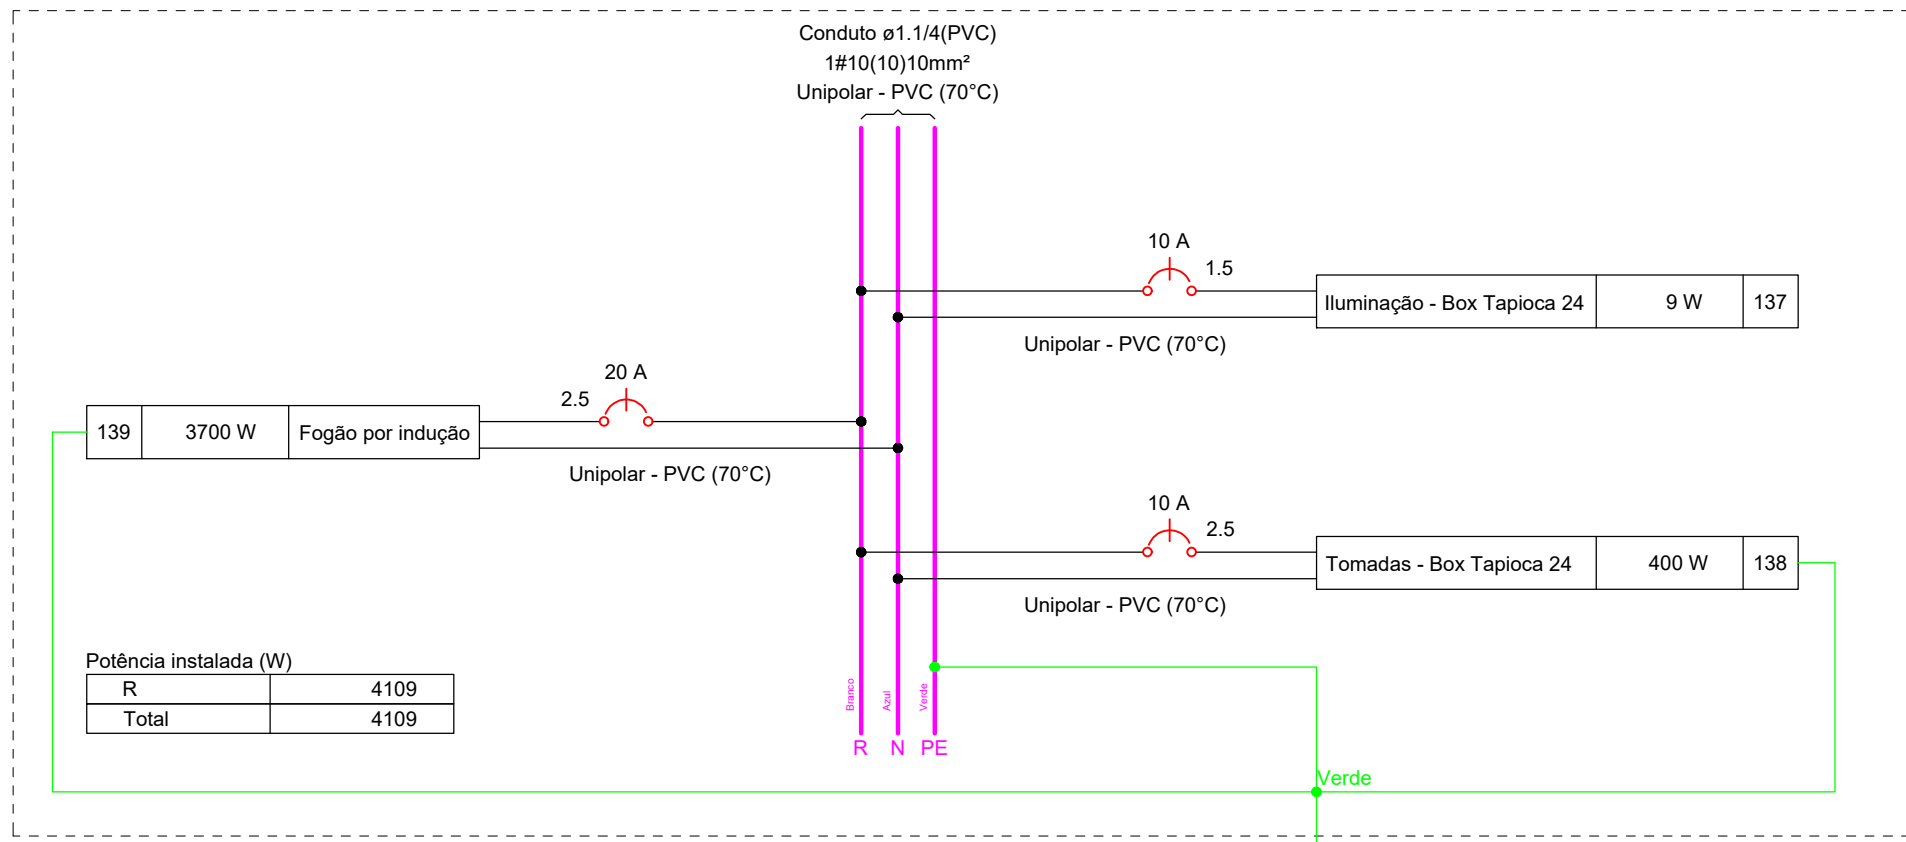 Conduto ø1.1/4(PVC)
1#10(10)10mm²
Unipolar - PVC (70°C)
10 A
1.5
Iluminação - Box Tapioca 24 9 W 137
Unipolar - PVC (70°C)
20 A
2.5
139 3700 W Fogão por indução
Unipolar - PVC (70°C)
10 A
2.5
Tomadas - Box Tapioca 24 400 W 138
Unipolar - PVC (70°C)
Potência instalada (W)
R 4109
Total 4109
Branco
Azul
Verde
R N PE
Verde